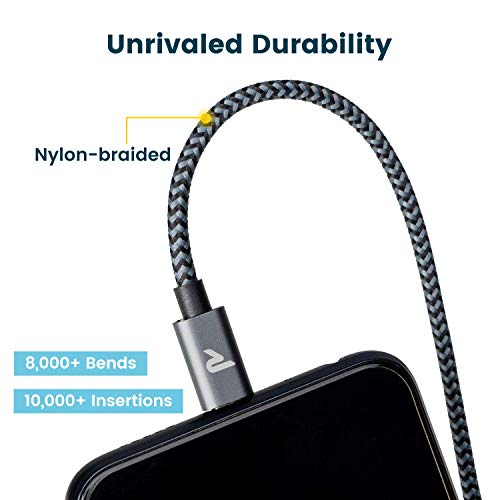 Unrivaled Durability
Nylon-braided
8,000+ Bends
10,000+ Insertions